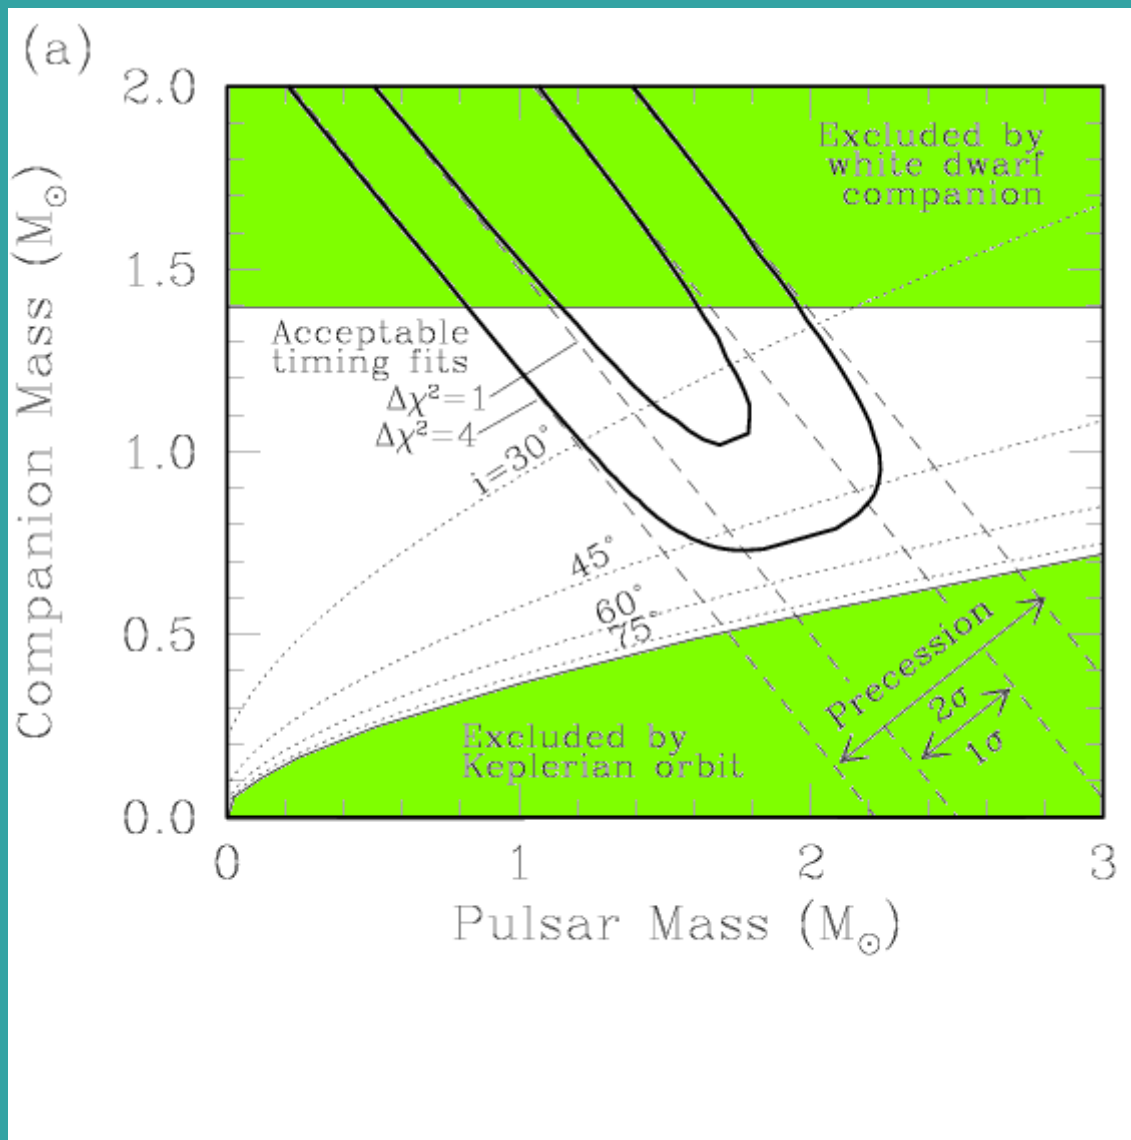 (a)
2.0
1.5
1.0
0.5
0.0
Companion Mass (M☉)
Excluded by
white dwarf
companion
Acceptable
timing fits
Δχ²=1
Δχ²=4
i=30°
45°
60°
75°
Precession
2σ
1σ
Excluded by
Keplerian orbit
0 1 2 3
Pulsar Mass (M☉)